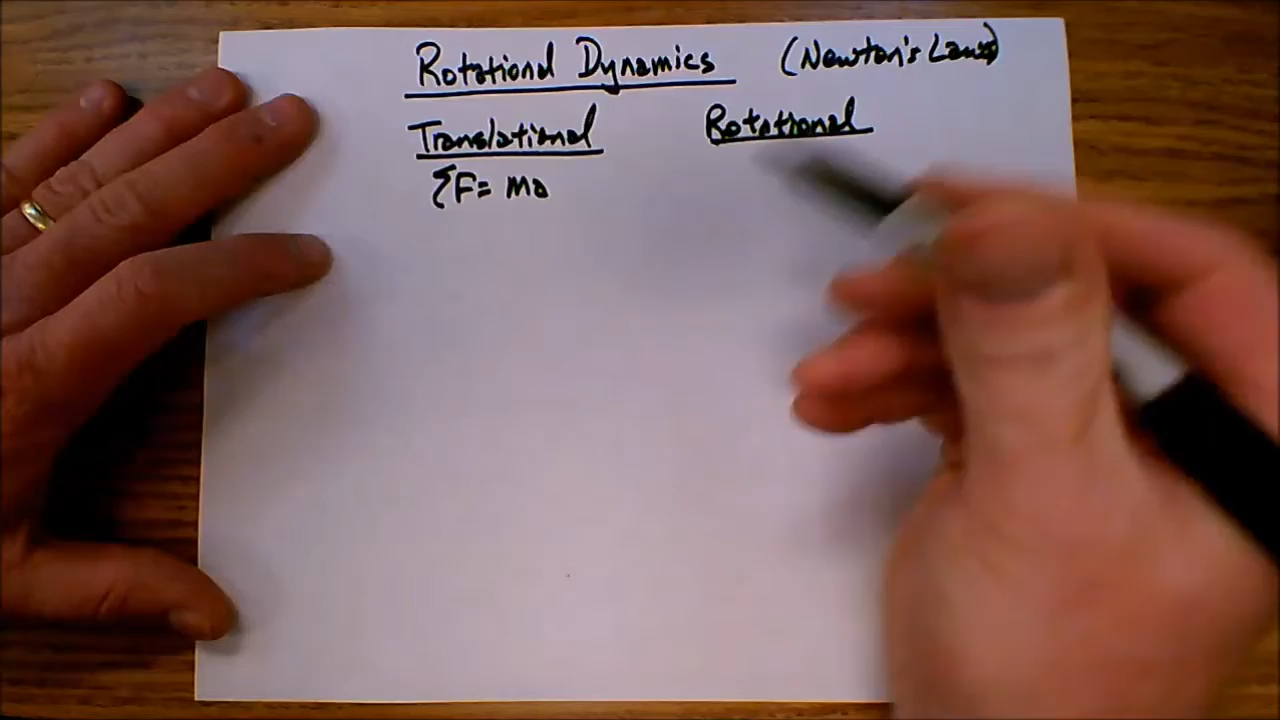 Rotational Dynamics (Newton's Laws)
Translational Rotational
ΣF= ma